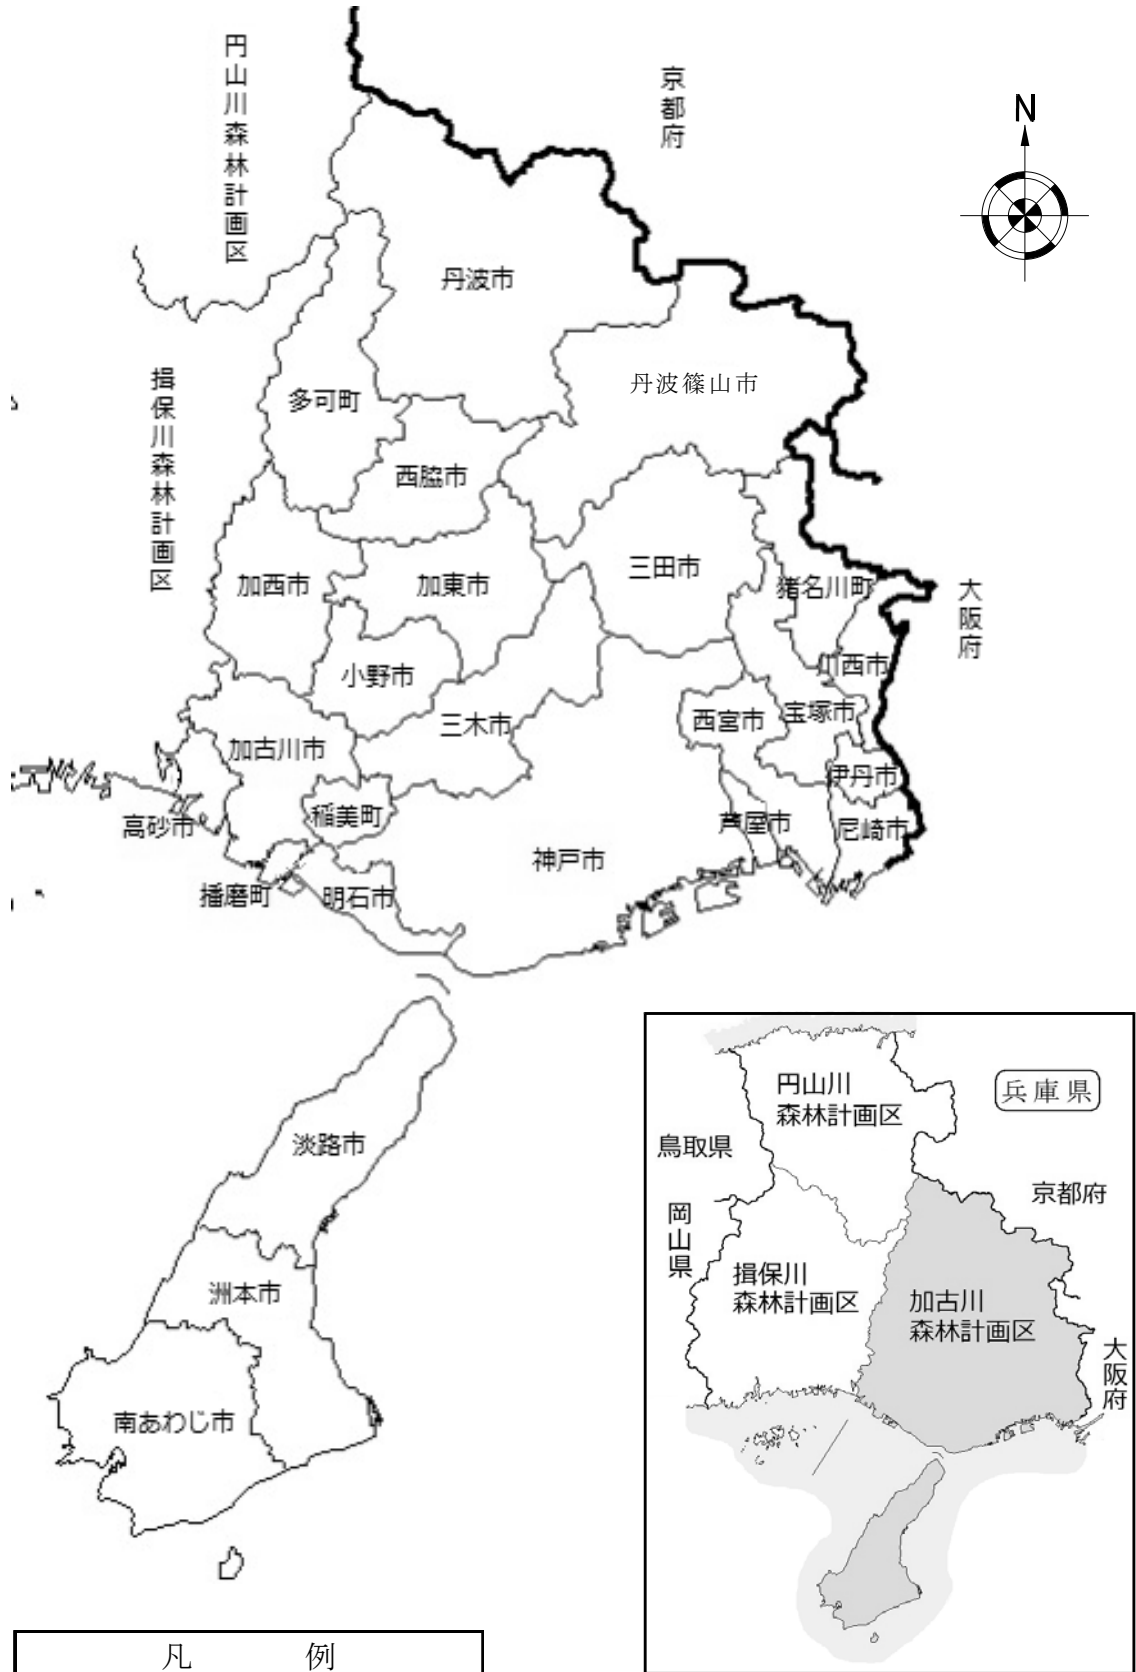 円山川森林計画区
京都府
N
丹波市
丹波篠山市
多可町
揖保川森林計画区
西脇市
三田市
加西市
加東市
猪名川町
大阪府
小野市
川西市
三木市
西宮市
宝塚市
加古川市
伊丹市
稲美町
高砂市
芦屋市
尼崎市
神戸市
播磨町
明石市
淡路市
洲本市
南あわじ市
円山川
森林計画区
兵庫県
鳥取県
京都府
岡山県
揖保川
森林計画区
加古川
森林計画区
大阪府
凡 例